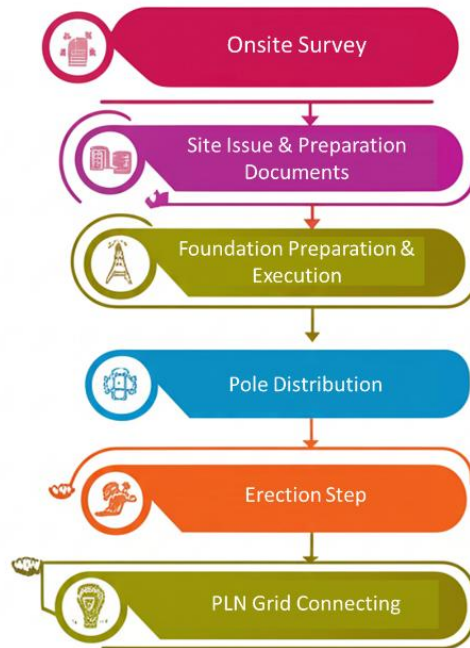 Onsite Survey
Site Issue & Preparation
Documents
Foundation Preparation &
Execution
Pole Distribution
Erection Step
PLN Grid Connecting